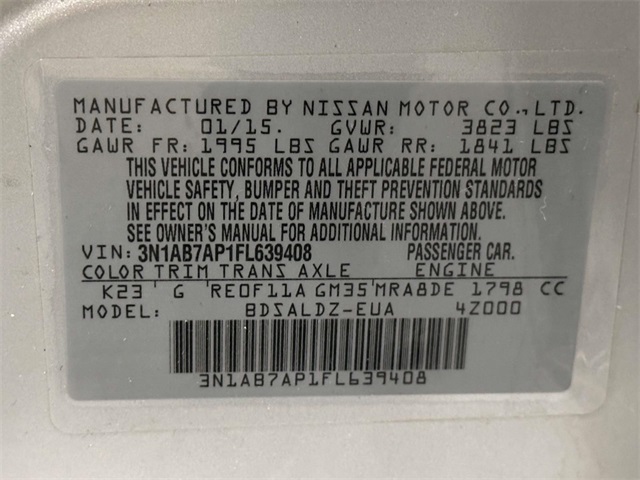 MANUFACTURED BY NISSAN MOTOR CO., LTD.
DATE: 01/15. GVWR: 3823 LBS
GAWR FR: 1995 LBS GAWR RR: 1841 LBS
THIS VEHICLE CONFORMS TO ALL APPLICABLE FEDERAL MOTOR
VEHICLE SAFETY, BUMPER AND THEFT PREVENTION STANDARDS
IN EFFECT ON THE DATE OF MANUFACTURE SHOWN ABOVE.
SEE OWNER'S MANUAL FOR ADDITIONAL INFORMATION.
VIN: 3N1AB7AP1FL639408 PASSENGER CAR.
COLOR TRIM TRANS AXLE ENGINE
K23 ' G 'RE0F11A GM35'MRA8DE 1798 CC
MODEL: BDSALDZ-EUA 4Z000
3N1AB7AP1FL639408